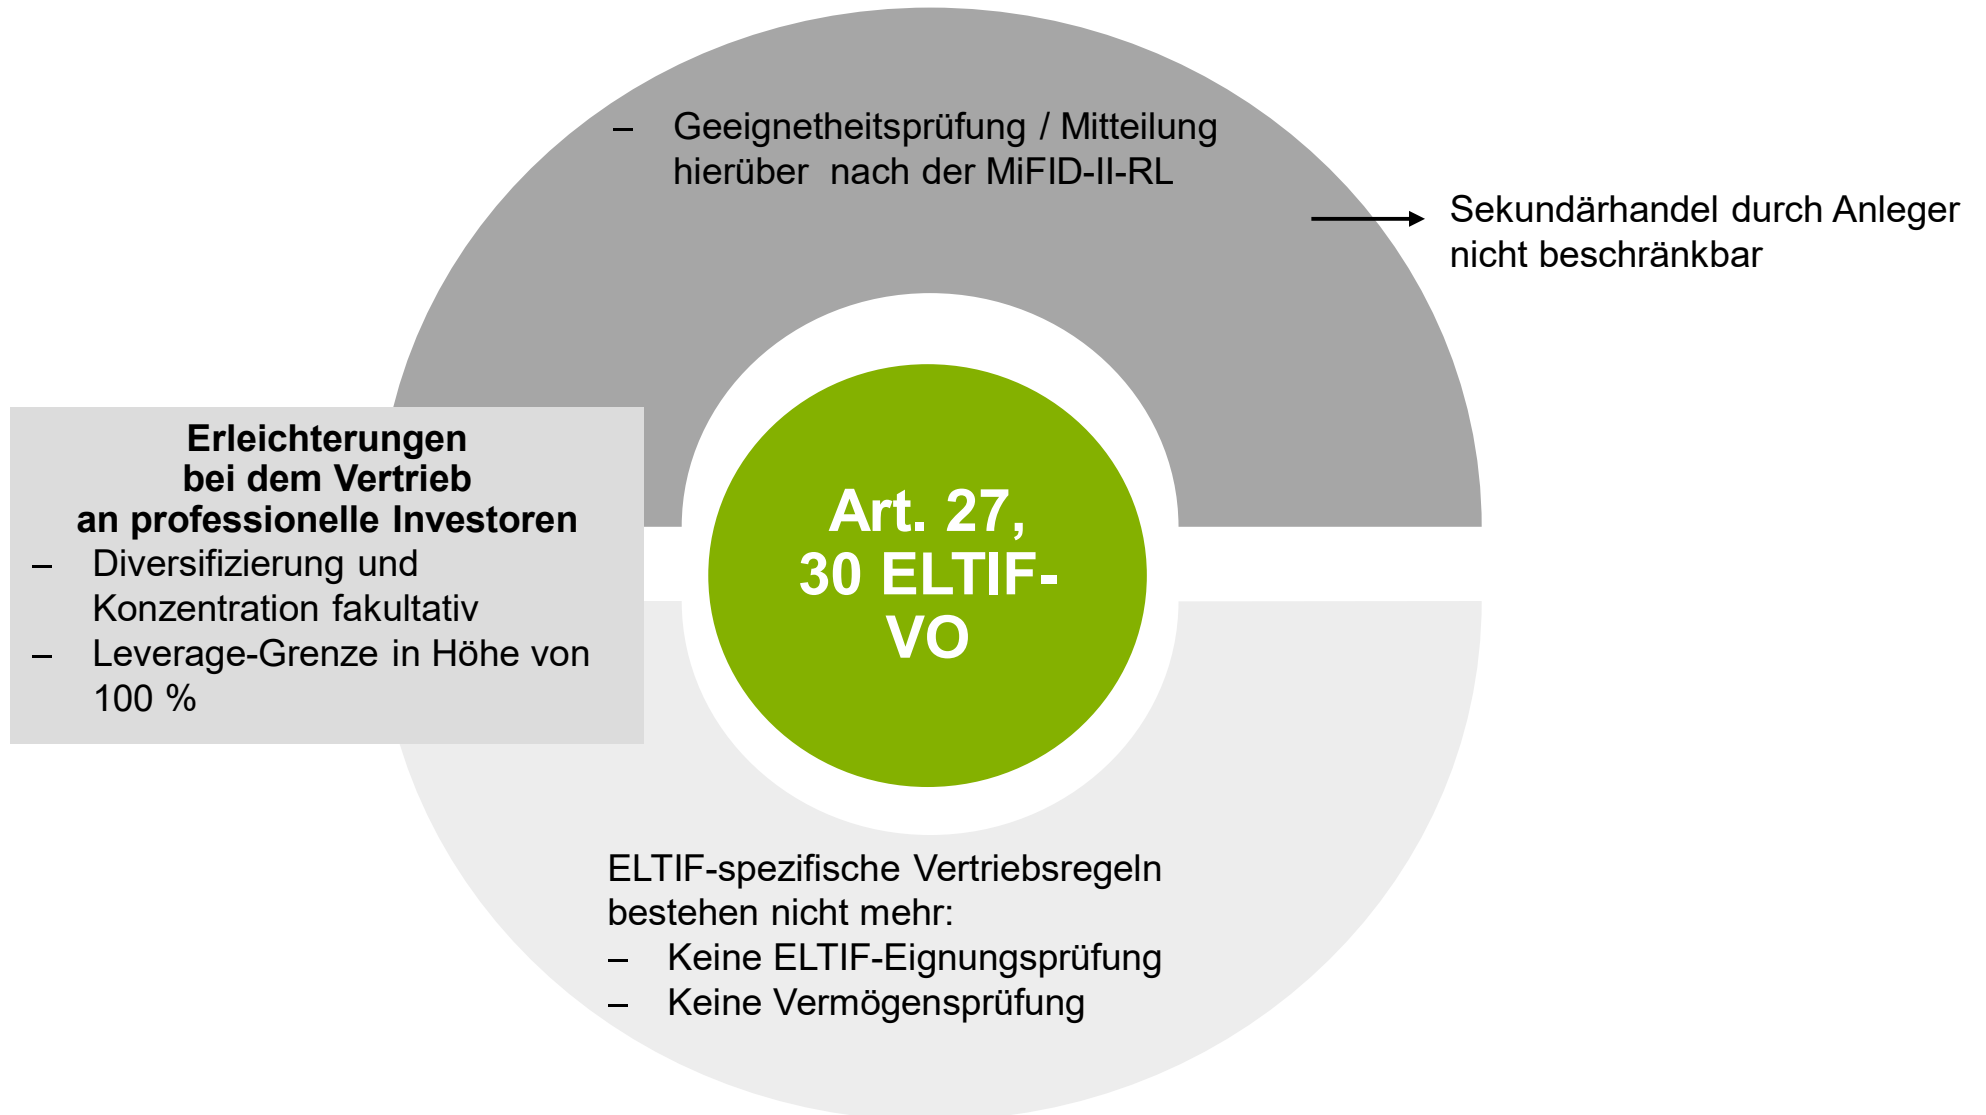 – Geeignetheitsprüfung / Mitteilung
hierüber nach der MiFID-II-RL
Sekundärhandel durch Anleger
nicht beschränkbar
Erleichterungen
bei dem Vertrieb
an professionelle Investoren
– Diversifizierung und
Konzentration fakultativ
– Leverage-Grenze in Höhe von
100 %
Art. 27,
30 ELTIF-
VO
ELTIF-spezifische Vertriebsregeln
bestehen nicht mehr:
– Keine ELTIF-Eignungsprüfung
– Keine Vermögensprüfung